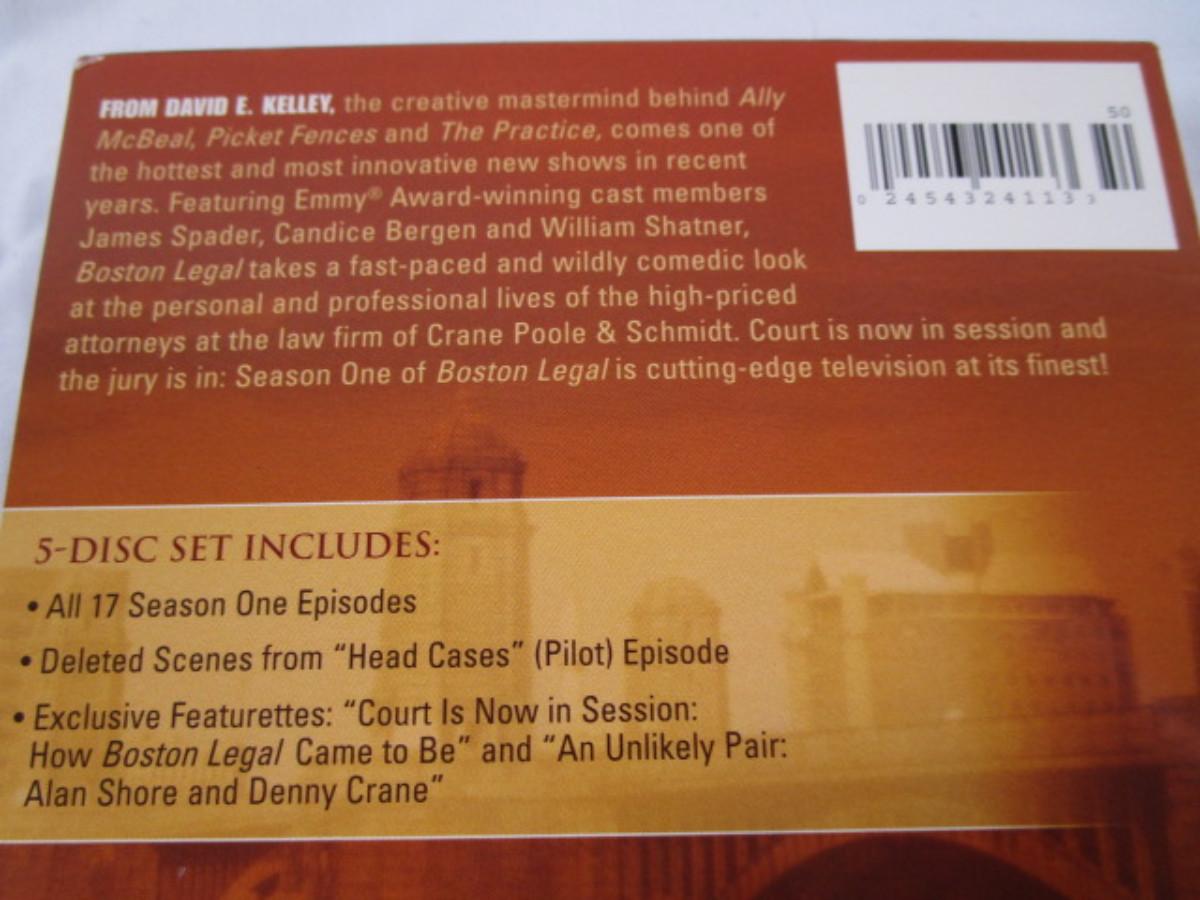 FROM DAVID E. KELLEY, the creative mastermind behind Ally
McBeal, Picket Fences and The Practice, comes one of
the hottest and most innovative new shows in recent
years. Featuring Emmy® Award-winning cast members
James Spader, Candice Bergen and William Shatner,
Boston Legal takes a fast-paced and wildly comedic look
at the personal and professional lives of the high-priced
attorneys at the law firm of Crane Poole & Schmidt. Court is now in session and
the jury is in: Season One of Boston Legal is cutting-edge television at its finest!
50
0 24543 24113 3
5-DISC SET INCLUDES:
• All 17 Season One Episodes
• Deleted Scenes from “Head Cases” (Pilot) Episode
• Exclusive Featurettes: “Court Is Now in Session:
How Boston Legal Came to Be” and “An Unlikely Pair:
Alan Shore and Denny Crane”